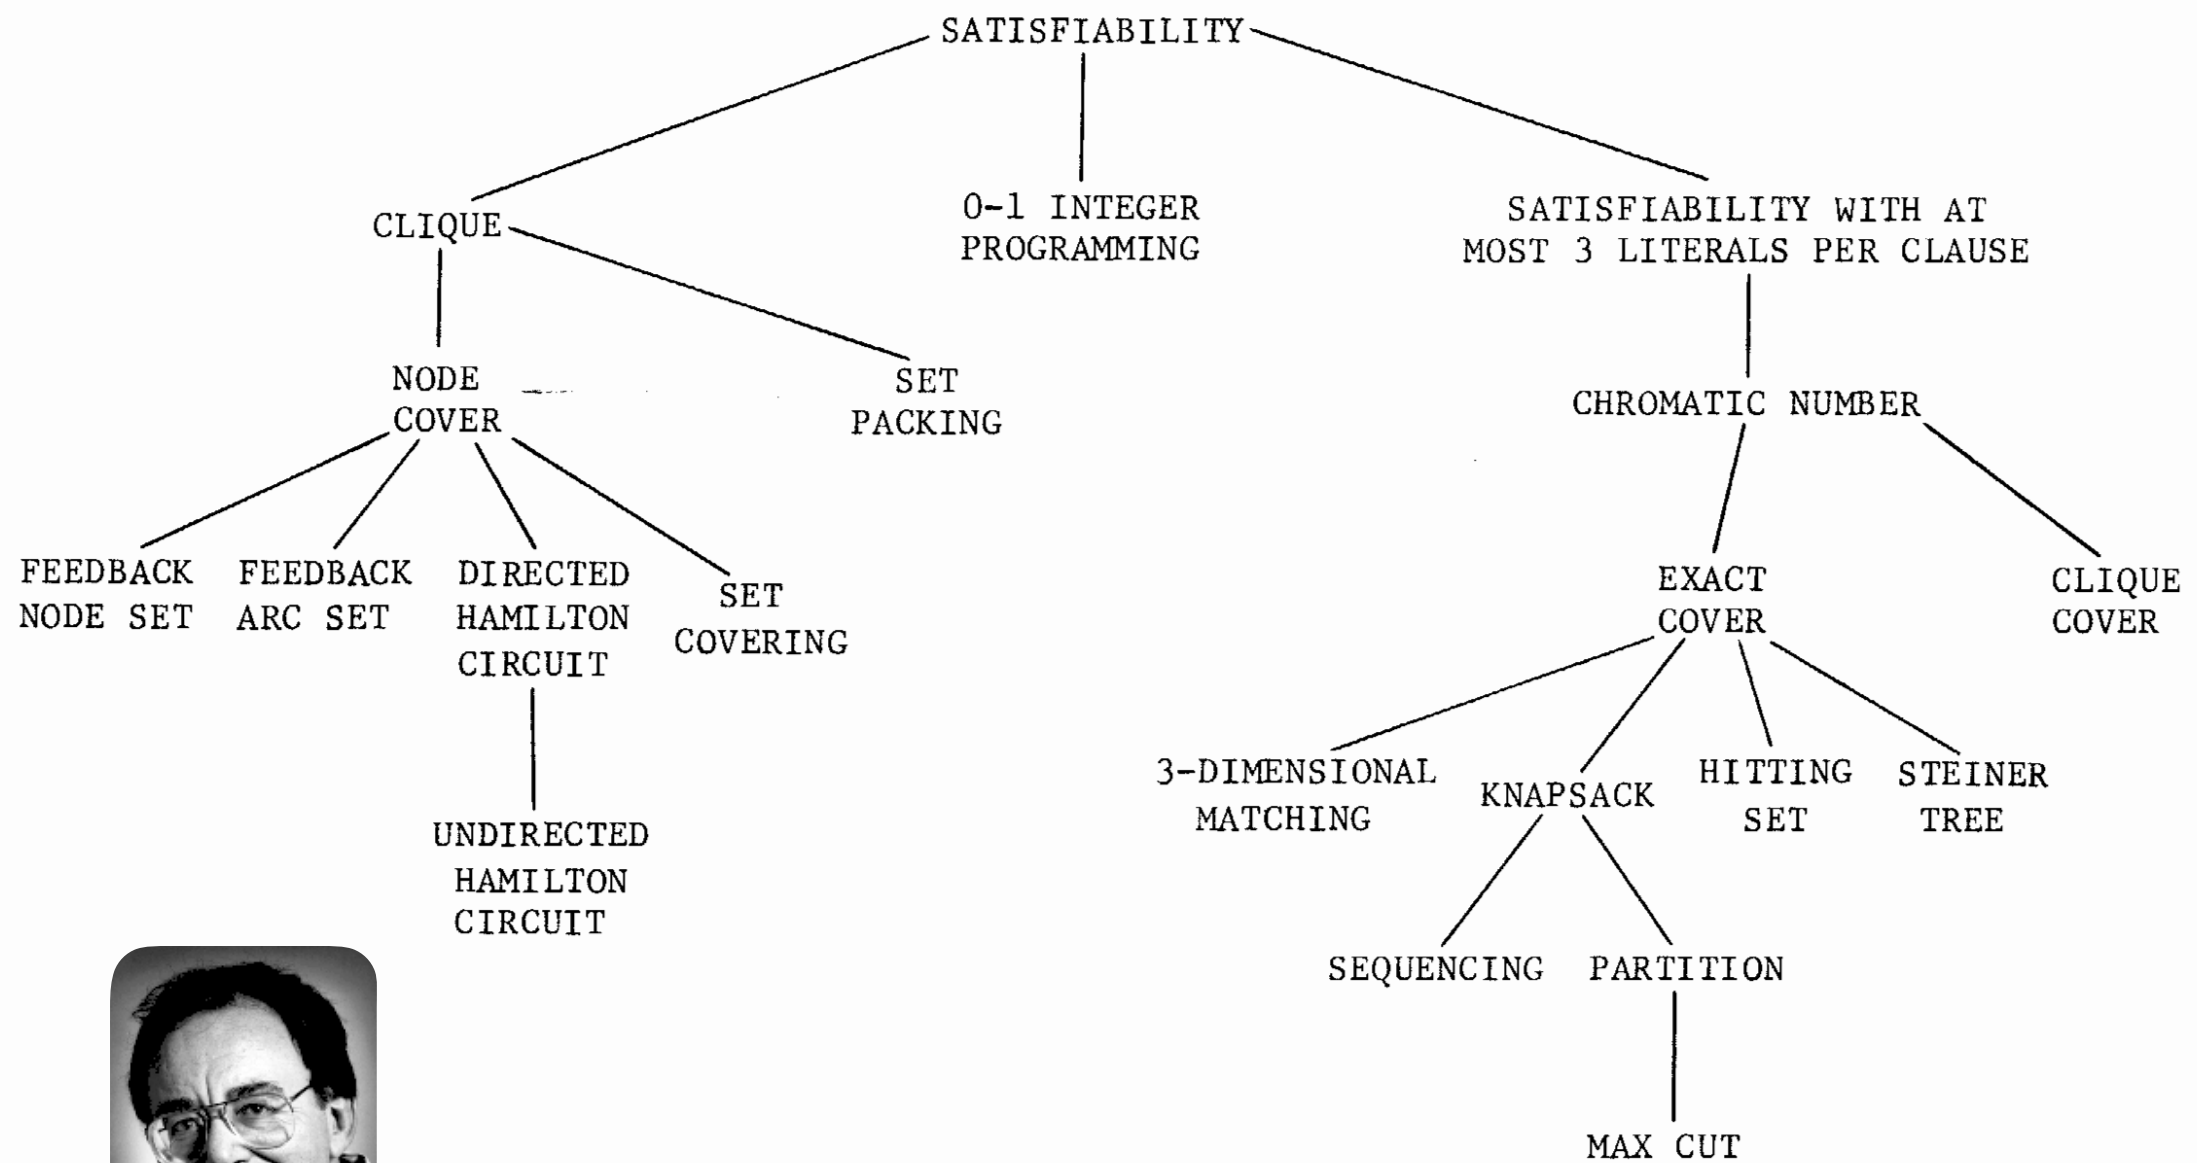 SATISFIABILITY
CLIQUE
0-1 INTEGER
PROGRAMMING
SATISFIABILITY WITH AT
MOST 3 LITERALS PER CLAUSE
NODE
COVER
SET
PACKING
CHROMATIC NUMBER
FEEDBACK
NODE SET
FEEDBACK
ARC SET
DIRECTED
HAMILTON
CIRCUIT
SET
COVERING
EXACT
COVER
CLIQUE
COVER
UNDIRECTED
HAMILTON
CIRCUIT
3-DIMENSIONAL
MATCHING
KNAPSACK
HITTING
SET
STEINER
TREE
SEQUENCING
PARTITION
MAX CUT